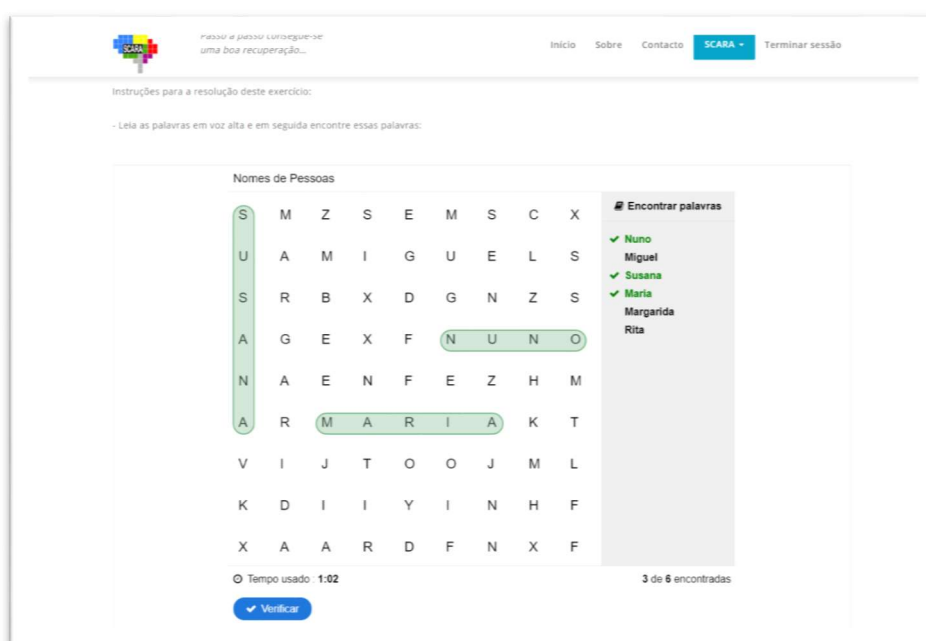 SCARA
Passo a passo consegue-se
uma boa recuperação...
Início Sobre Contacto SCARA Terminar sessão
Instruções para a resolução deste exercício:
- Leia as palavras em voz alta e em seguida encontre essas palavras:
Nomes de Pessoas
Encontrar palavras
S M Z S E M S C X
U A M I G U E L S
S R B X D G N Z S
A G E X F N U N O
N A E N F E Z H M
A R M A R I A K T
V I J T O O J M L
K D I I Y I N H F
X A A R D F N X F
Nuno
Miguel
Susana
Maria
Margarida
Rita
Tempo usado : 1:02
3 de 6 encontradas
Verificar